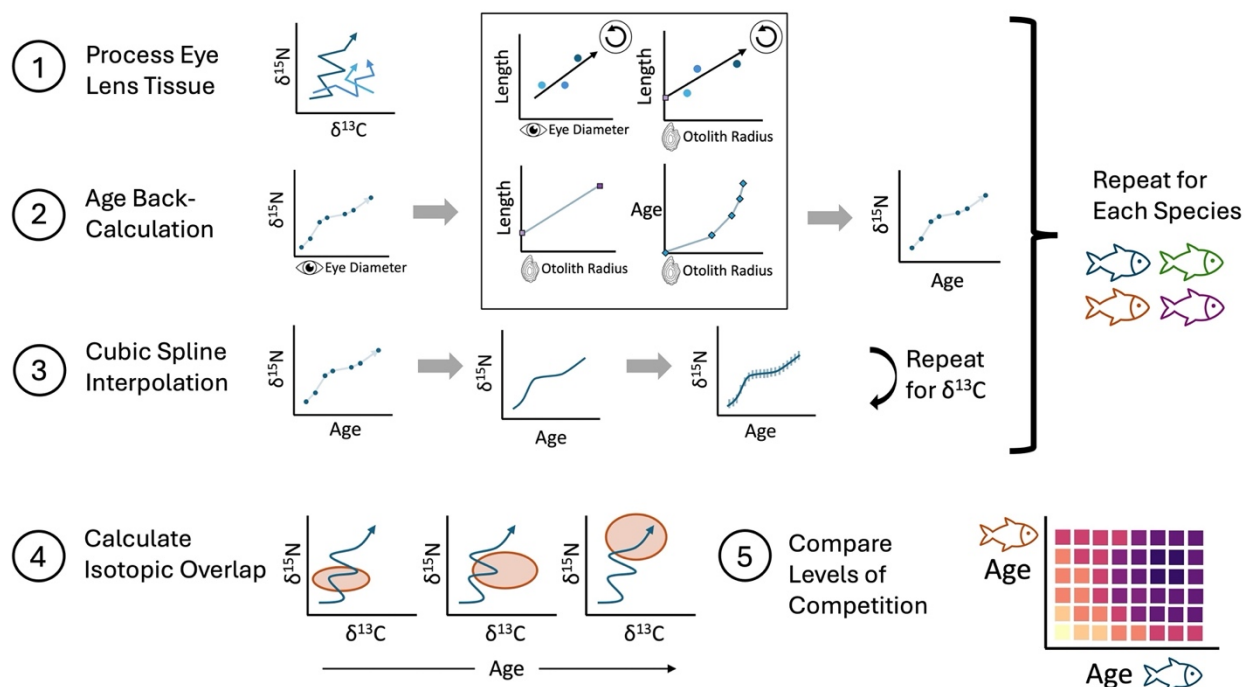 1
Process Eye
Lens Tissue
δ¹⁵N
δ¹³C
Length
Eye Diameter
Length
Otolith Radius
2
Age Back-
Calculation
δ¹⁵N
Eye Diameter
Length
Otolith Radius
Age
Otolith Radius
δ¹⁵N
Age
Repeat for
Each Species
3
Cubic Spline
Interpolation
δ¹⁵N
Age
δ¹⁵N
Age
δ¹⁵N
Age
Repeat
for δ¹³C
4
Calculate
Isotopic Overlap
δ¹⁵N
δ¹³C
δ¹⁵N
δ¹³C
δ¹⁵N
δ¹³C
Age
5
Compare
Levels of
Competition
Age
Age